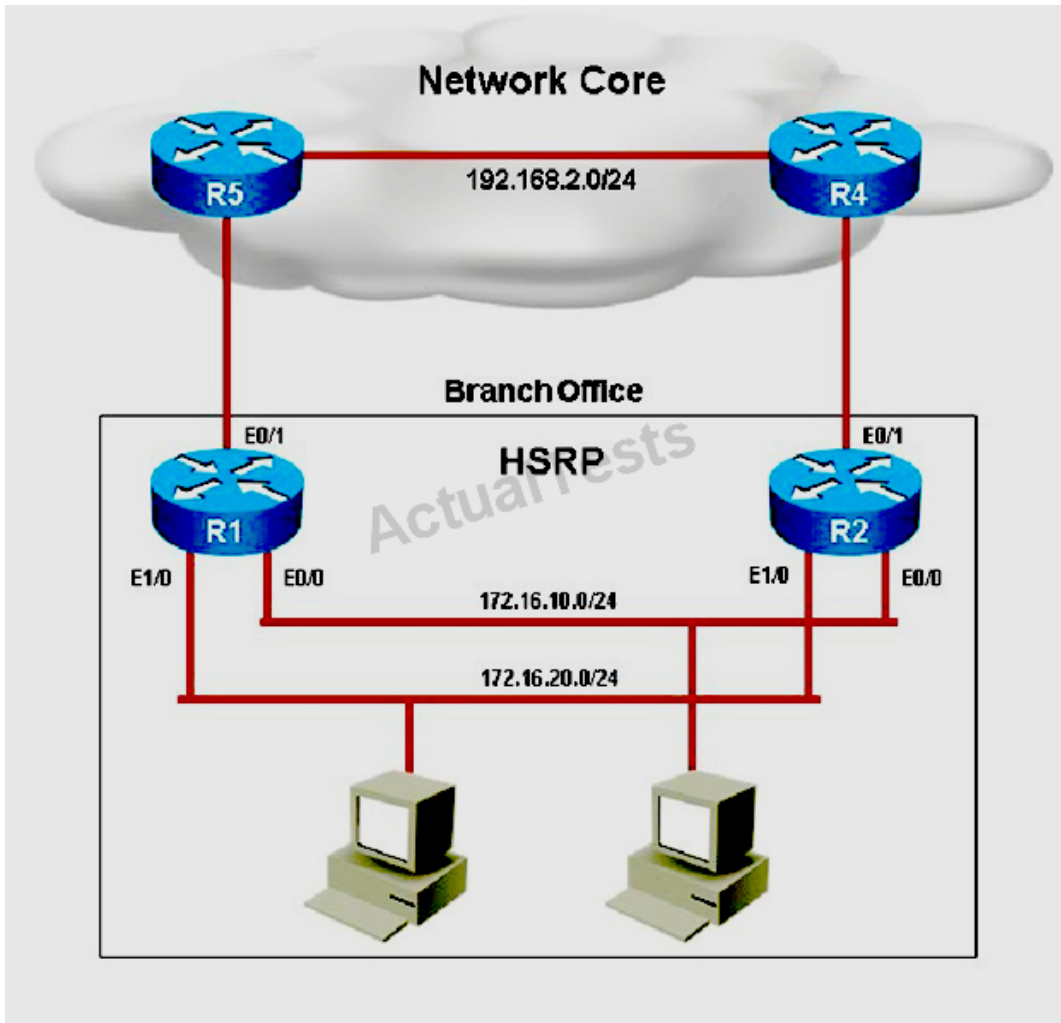 Network Core
R5
192.168.2.0/24
R4
Branch Office
E0/1
HSRP
E0/1
R1
R2
E1/0
E0/0
E1/0
E0/0
172.16.10.0/24
172.16.20.0/24